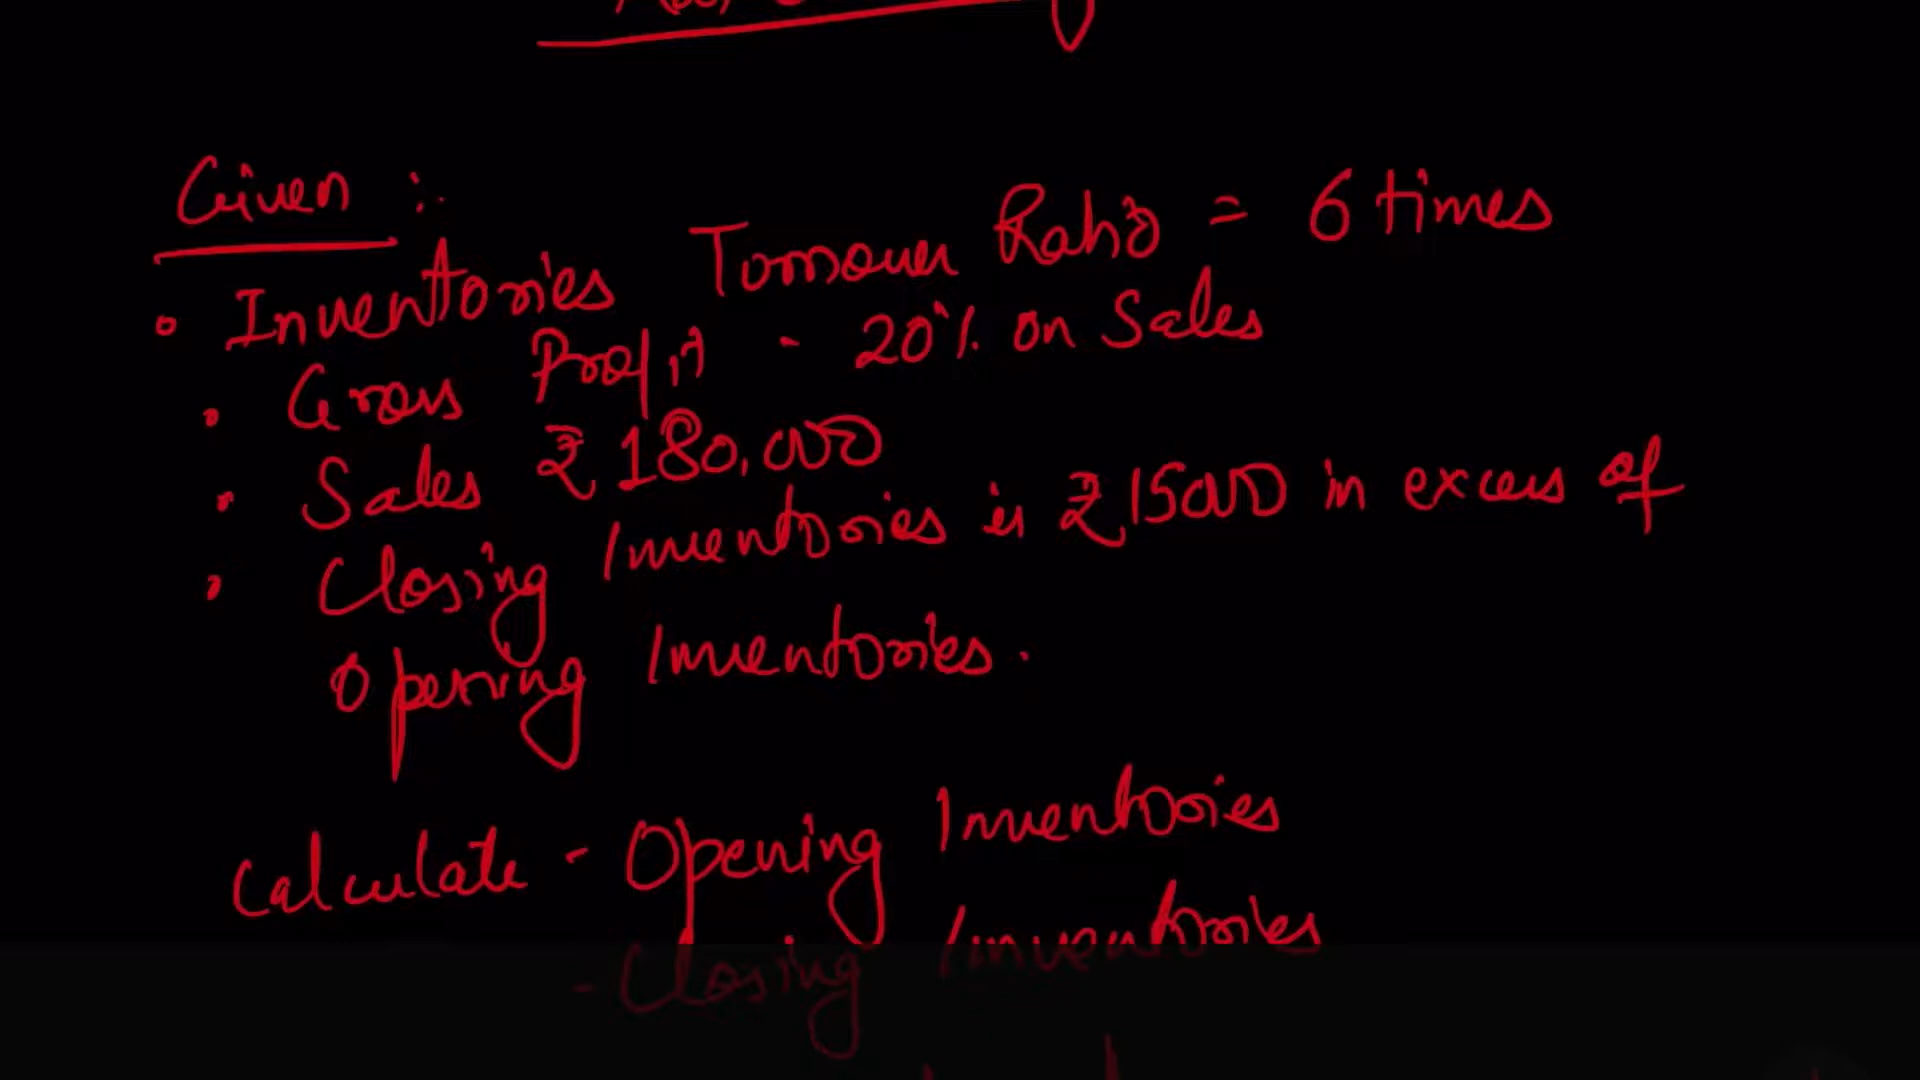 Given :-
• Inventories Turnover Ratio = 6 times
• Gross Profit - 20% on Sales
• Sales ₹180,000
• Closing Inventories is ₹15000 in excess of
Opening Inventories.
Calculate - Opening Inventories
- Closing Inventories